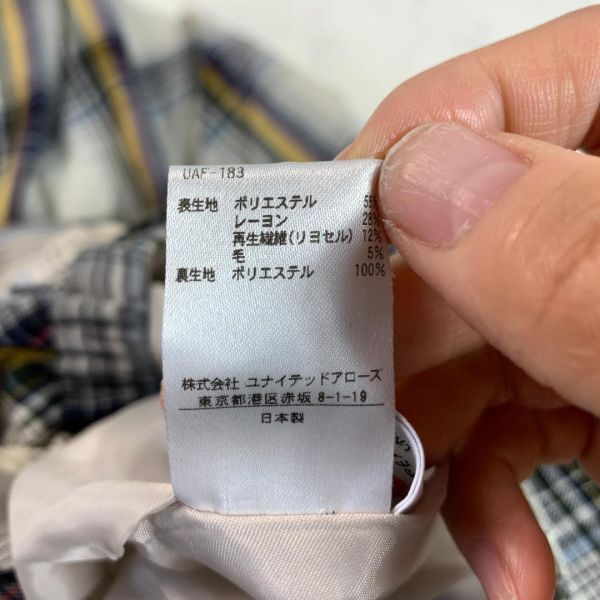 UAF-183
表生地 ポリエステル 55%
レーヨン 28%
再生繊維(リヨセル) 12%
毛 5%
裏生地 ポリエステル 100%
株式会社 ユナイテッドアローズ
東京都港区赤坂 8-1-19
日本製